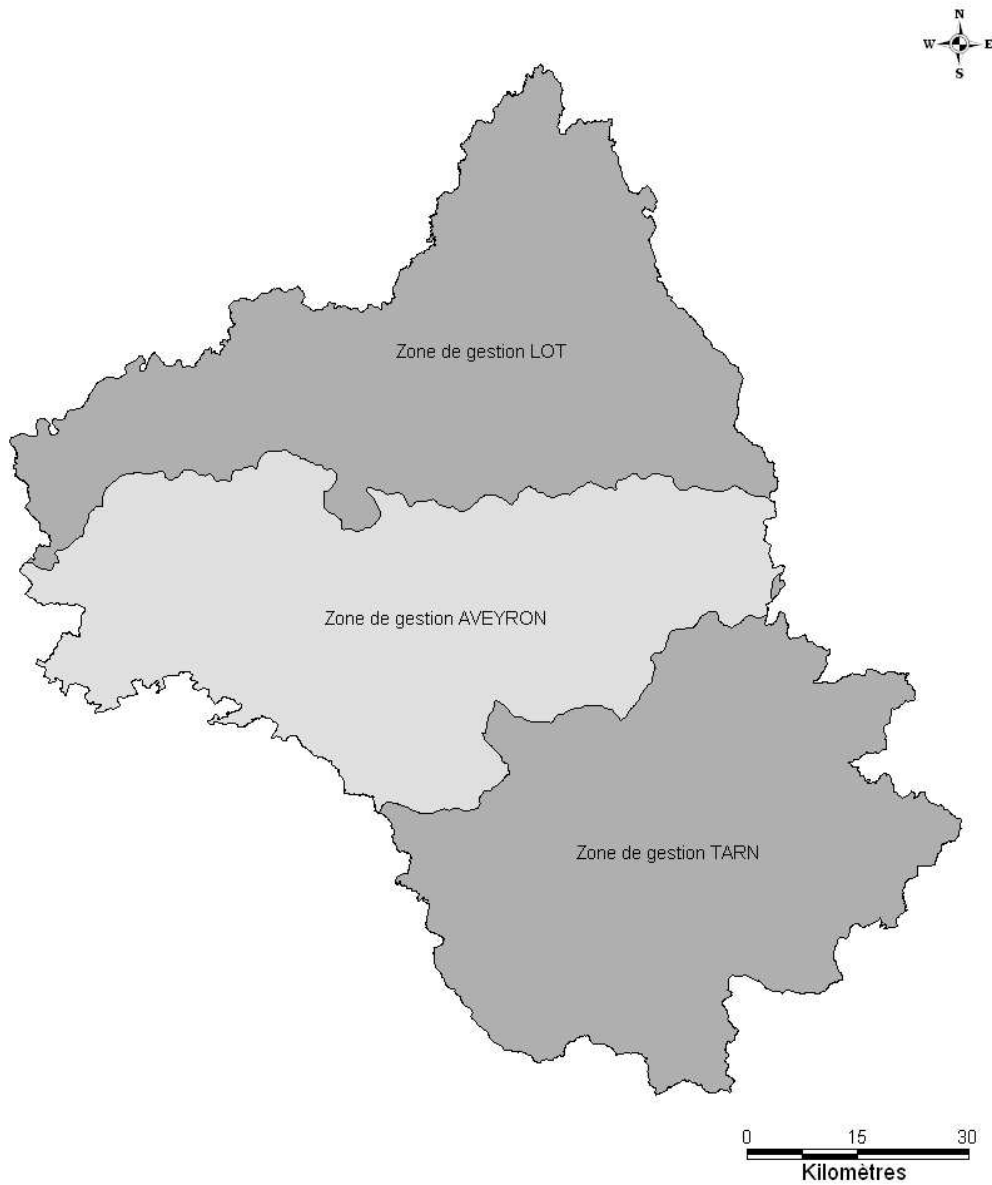 N
W E
S
Zone de gestion LOT
Zone de gestion AVEYRON
Zone de gestion TARN
0 15 30
Kilomètres